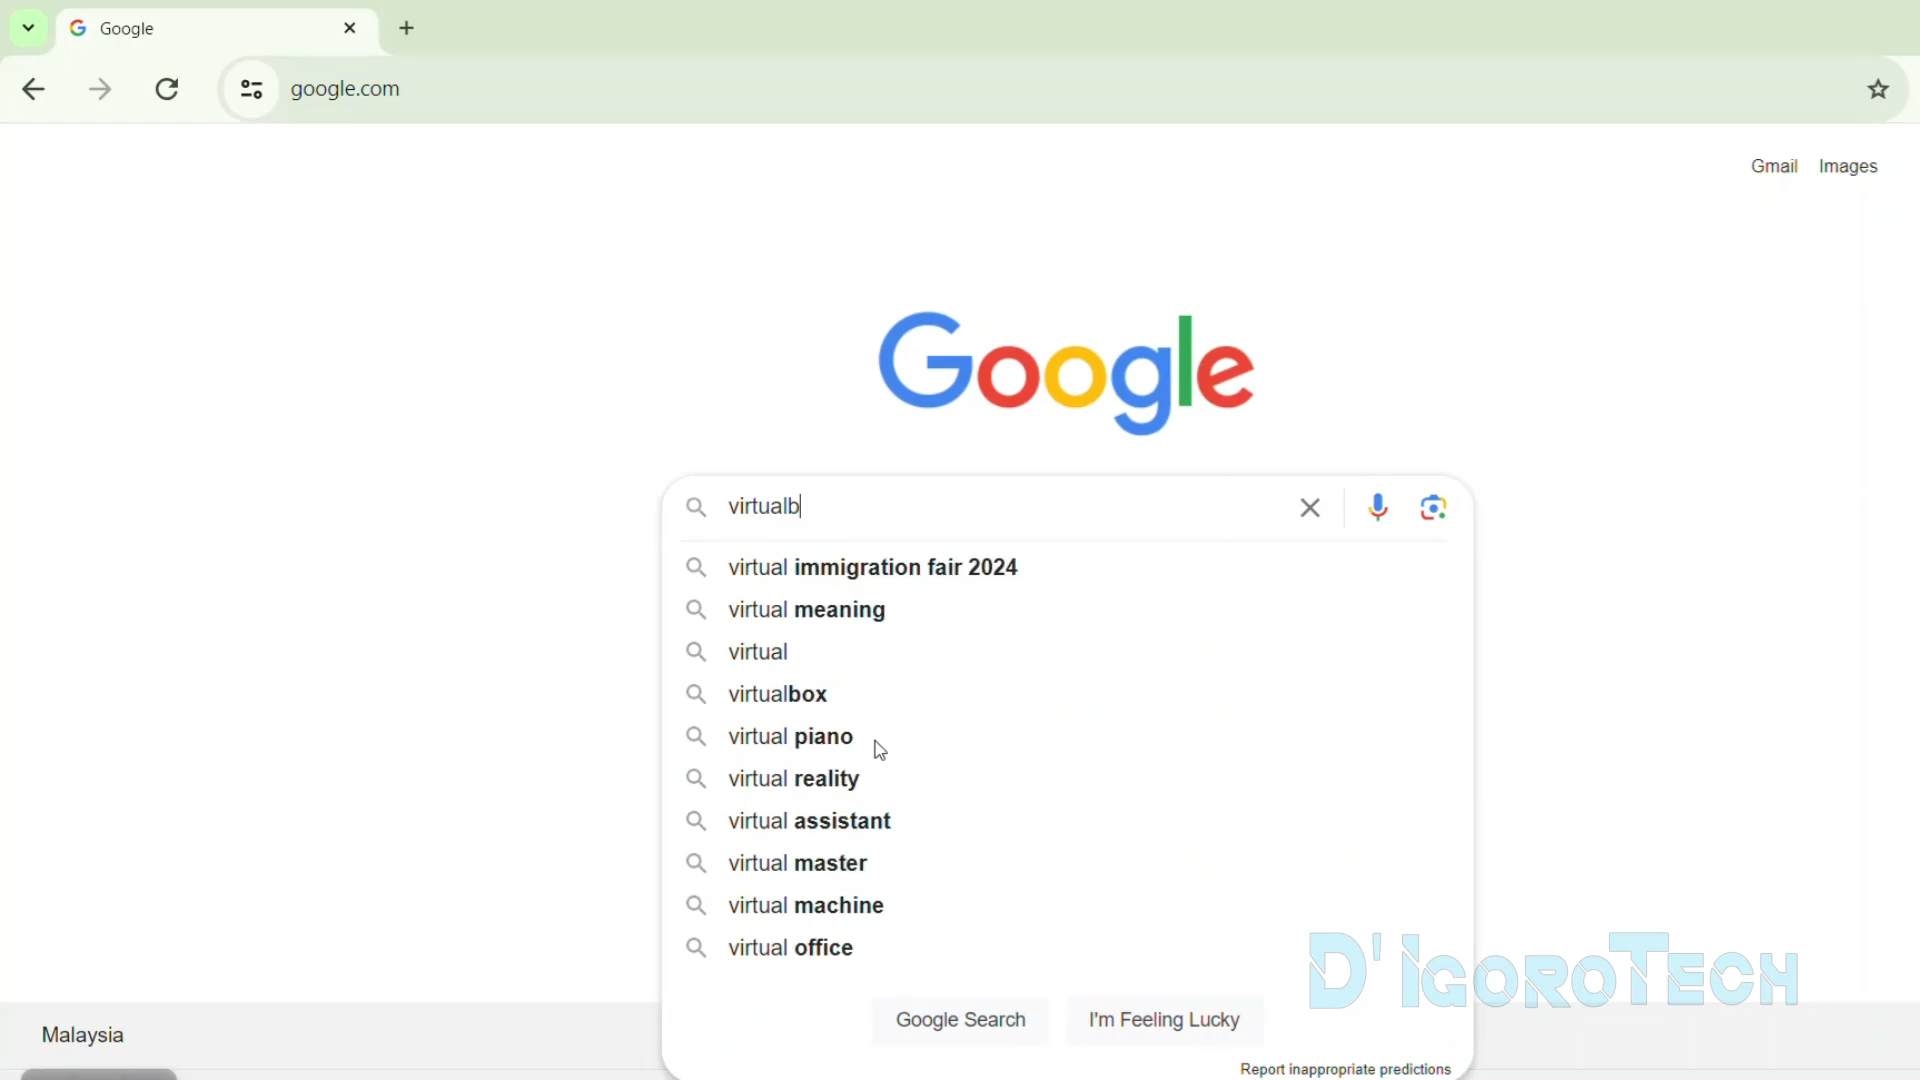 Google
google.com
Gmail Images
Google
virtualb
virtual immigration fair 2024
virtual meaning
virtual
virtualbox
virtual piano
virtual reality
virtual assistant
virtual master
virtual machine
virtual office
D'IGOROTECH
Google Search I'm Feeling Lucky
Malaysia
Report inappropriate predictions